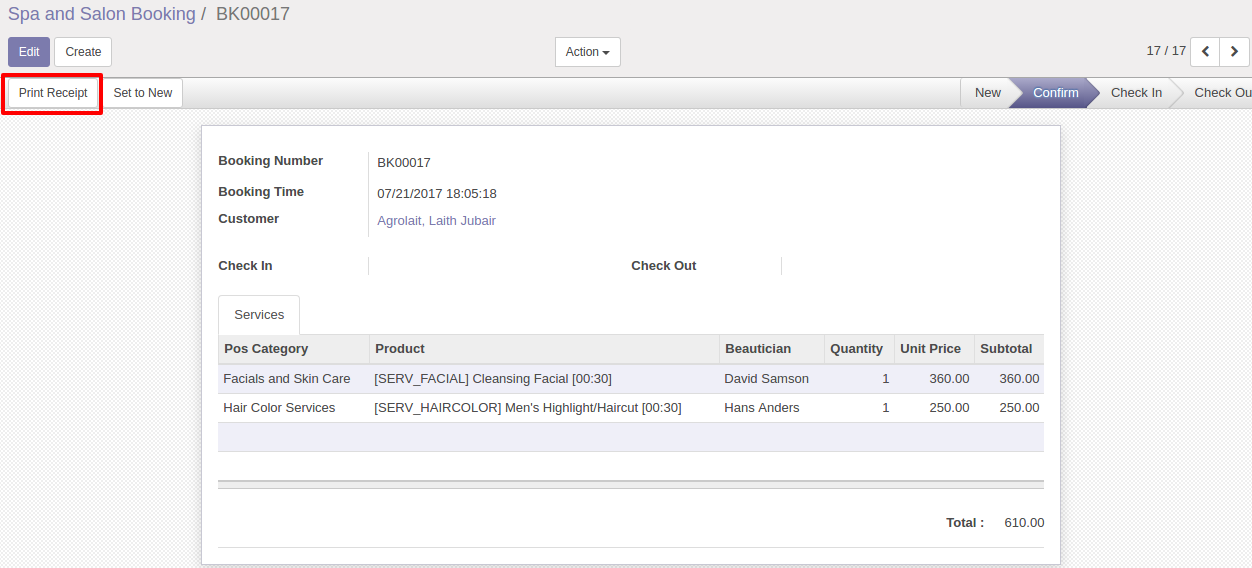 Spa and Salon Booking / BK00017
Edit Create Action 17 / 17
Print Receipt Set to New New Confirm Check In Check Ou
Booking Number BK00017
Booking Time 07/21/2017 18:05:18
Customer Agrolait, Laith Jubair
Check In Check Out
Services
Pos Category Product Beautician Quantity Unit Price Subtotal
Facials and Skin Care [SERV_FACIAL] Cleansing Facial [00:30] David Samson 1 360.00 360.00
Hair Color Services [SERV_HAIRCOLOR] Men's Highlight/Haircut [00:30] Hans Anders 1 250.00 250.00
Total : 610.00